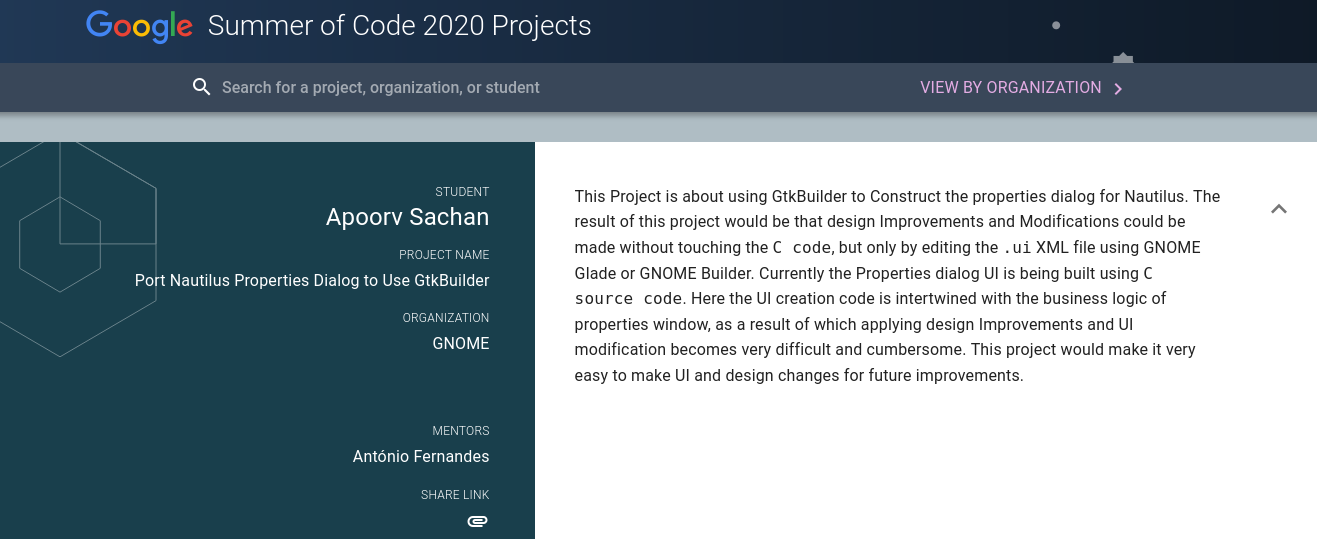 Google Summer of Code 2020 Projects
Search for a project, organization, or student
VIEW BY ORGANIZATION
STUDENT
Apoorv Sachan
PROJECT NAME
Port Nautilus Properties Dialog to Use GtkBuilder
ORGANIZATION
GNOME
MENTORS
António Fernandes
SHARE LINK
This Project is about using GtkBuilder to Construct the properties dialog for Nautilus. The
result of this project would be that design Improvements and Modifications could be
made without touching the C code, but only by editing the .ui XML file using GNOME
Glade or GNOME Builder. Currently the Properties dialog UI is being built using C
source code. Here the UI creation code is intertwined with the business logic of
properties window, as a result of which applying design Improvements and UI
modification becomes very difficult and cumbersome. This project would make it very
easy to make UI and design changes for future improvements.